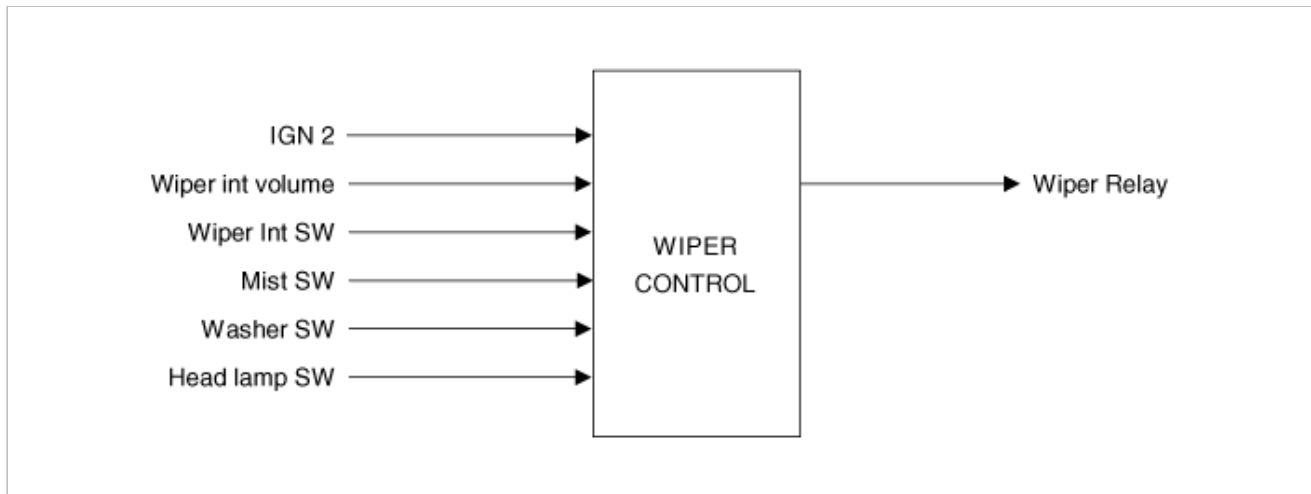 IGN 2
Wiper int volume
Wiper Int SW
Mist SW
Washer SW
Head lamp SW
WIPER
CONTROL
Wiper Relay